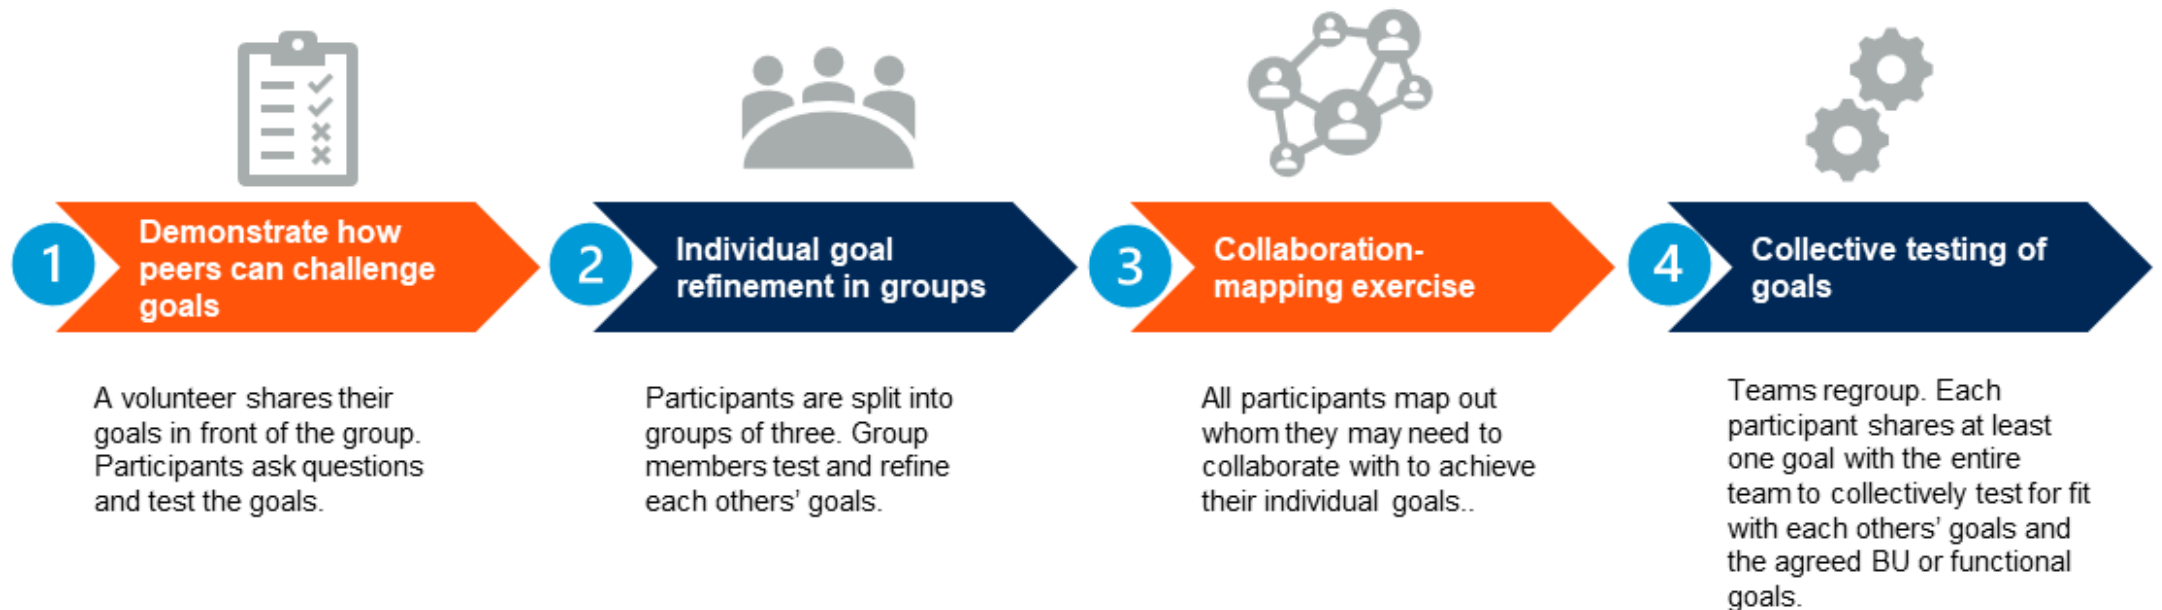 1
Demonstrate how
peers can challenge
goals
A volunteer shares their
goals in front of the group.
Participants ask questions
and test the goals.
2
Individual goal
refinement in groups
Participants are split into
groups of three. Group
members test and refine
each others’ goals.
3
Collaboration-
mapping exercise
All participants map out
whom they may need to
collaborate with to achieve
their individual goals..
4
Collective testing of
goals
Teams regroup. Each
participant shares at least
one goal with the entire
team to collectively test for fit
with each others’ goals and
the agreed BU or functional
goals.